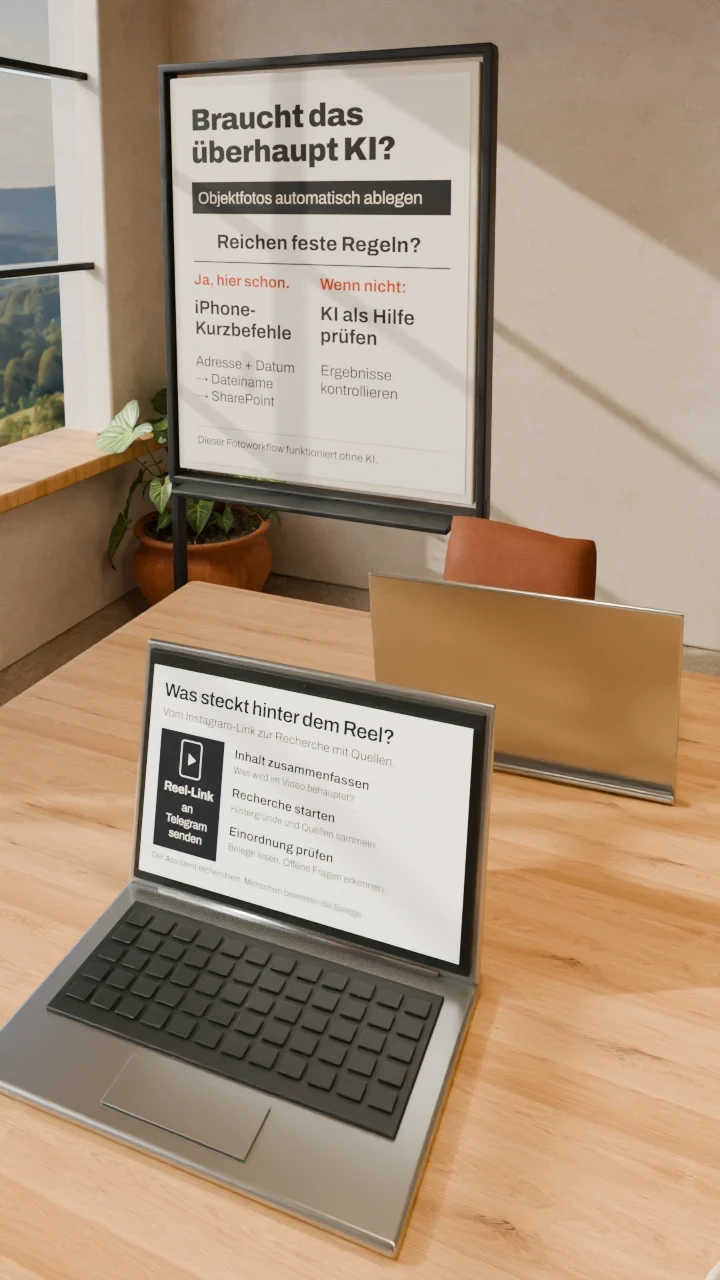 Braucht das
überhaupt KI?
Objektfotos automatisch ablegen
Reichen feste Regeln?
Ja, hier schon.
iPhone-
Kurzbefehle
Adresse + Datum
→ Dateiname
→ SharePoint
Wenn nicht:
KI als Hilfe
prüfen
Ergebnisse
kontrollieren
Dieser Fotoworkflow funktioniert ohne KI.
Was steckt hinter dem Reel?
Vom Instagram-Link zur Recherche mit Quellen.
Reel-Link
an
Telegram
senden
Inhalt zusammenfassen
Was wird im Video behauptet?
Recherche starten
Hintergründe und Quellen sammeln.
Einordnung prüfen
Belege lesen. Offene Fragen erkennen.
Der Assistent recherchiert. Menschen bewerten die Belege.